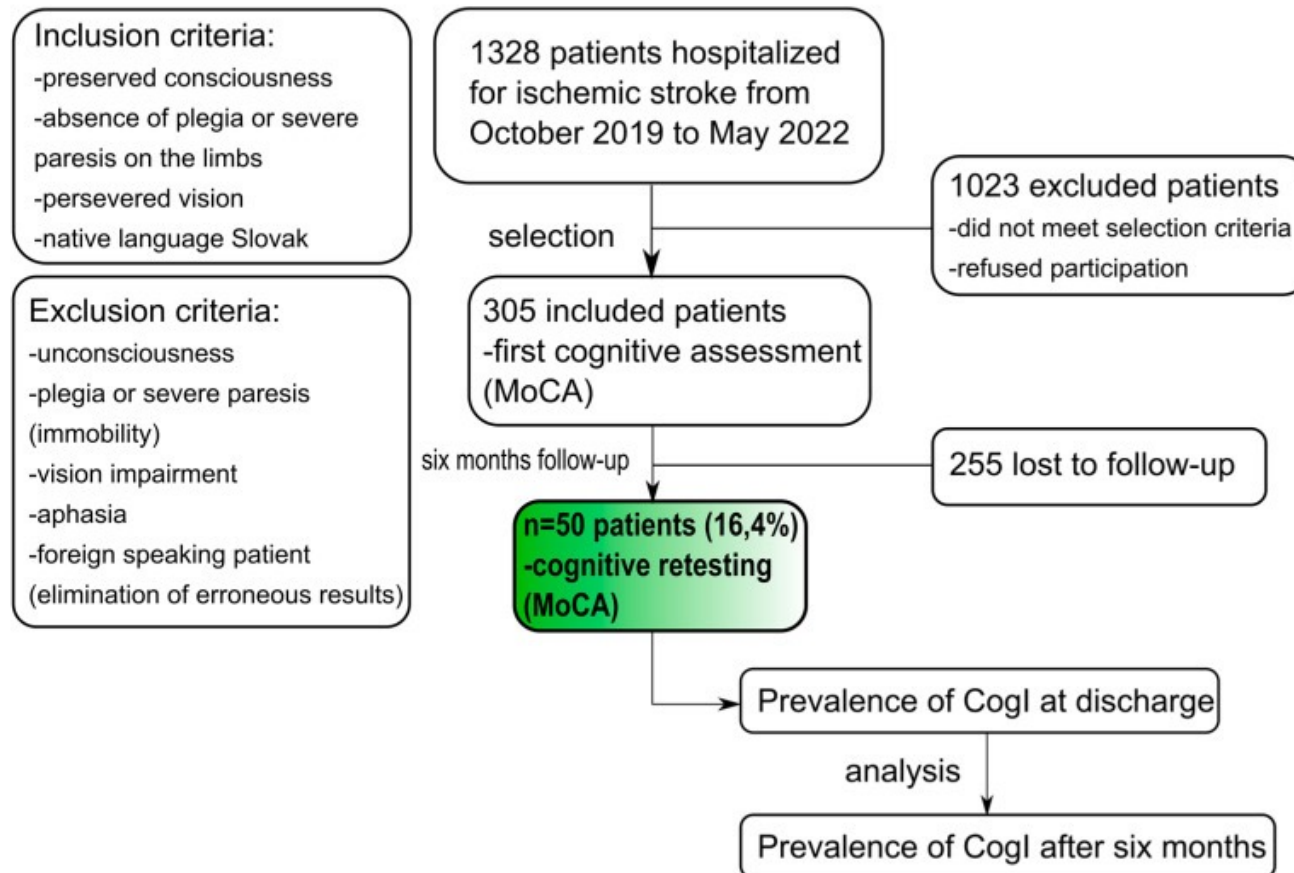 Inclusion criteria:
-preserved consciousness
-absence of plegia or severe
paresis on the limbs
-persevered vision
-native language Slovak
Exclusion criteria:
-unconsciousness
-plegia or severe paresis
(immobility)
-vision impairment
-aphasia
-foreign speaking patient
(elimination of erroneous results)
1328 patients hospitalized
for ischemic stroke from
October 2019 to May 2022
selection
1023 excluded patients
-did not meet selection criteria
-refused participation
305 included patients
-first cognitive assessment
(MoCA)
six months follow-up
255 lost to follow-up
n=50 patients (16,4%)
-cognitive retesting
(MoCA)
Prevalence of CogI at discharge
analysis
Prevalence of CogI after six months